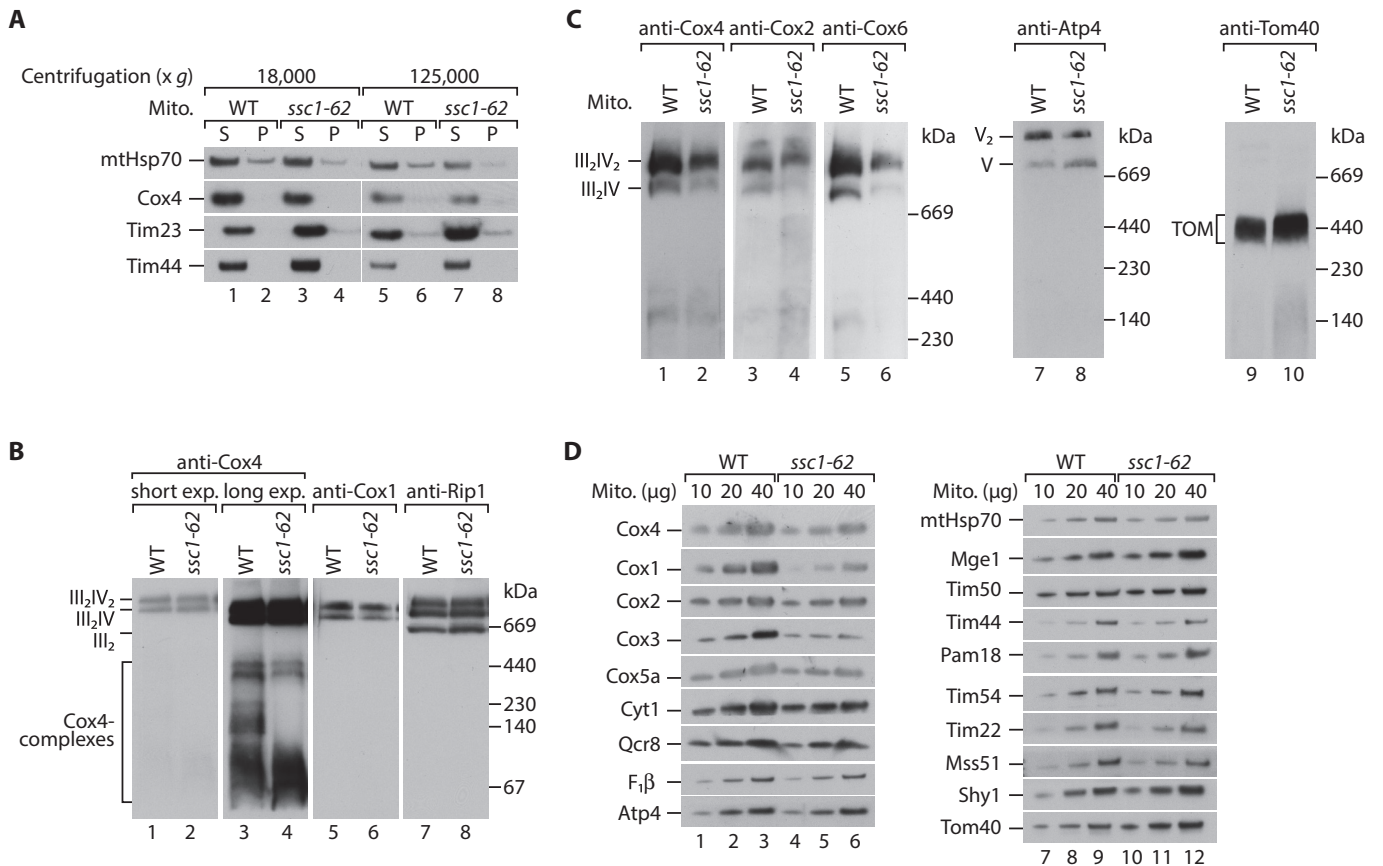 A
Centrifugation (x g) 18,000 125,000
Mito. WT ssc1-62 WT ssc1-62
S P S P S P S P
mtHsp70
Cox4
Tim23
Tim44
1 2 3 4 5 6 7 8
C
anti-Cox4 anti-Cox2 anti-Cox6 anti-Atp4 anti-Tom40
Mito. WT ssc1-62 WT ssc1-62 WT ssc1-62 WT ssc1-62 WT ssc1-62
kDa kDa kDa
III₂IV₂
III₂IV
669
440
230
V₂
V
669
440
230
140
TOM
669
440
230
140
1 2 3 4 5 6 7 8 9 10
B
anti-Cox4
short exp. long exp. anti-Cox1 anti-Rip1
WT ssc1-62 WT ssc1-62 WT ssc1-62 WT ssc1-62
kDa
III₂IV₂
III₂IV
III₂
Cox4-
complexes
669
440
230
140
67
1 2 3 4 5 6 7 8
D
WT ssc1-62
Mito. (µg) 10 20 40 10 20 40
Cox4
Cox1
Cox2
Cox3
Cox5a
Cyt1
Qcr8
F₁β
Atp4
1 2 3 4 5 6
WT ssc1-62
Mito. (µg) 10 20 40 10 20 40
mtHsp70
Mge1
Tim50
Tim44
Pam18
Tim54
Tim22
Mss51
Shy1
Tom40
7 8 9 10 11 12